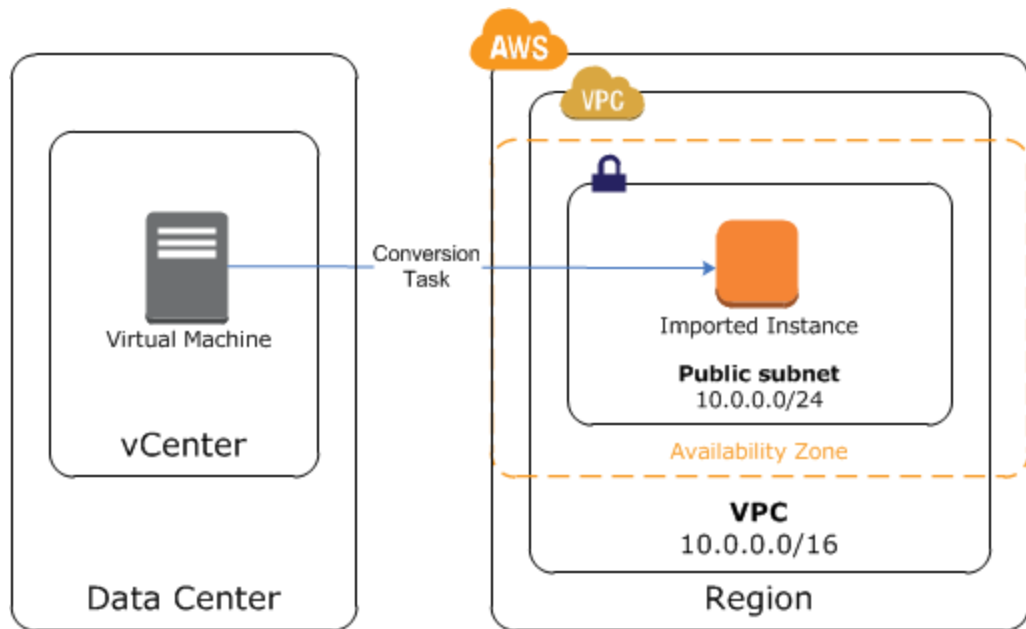 AWS
VPC
Conversion
Task
Virtual Machine
Imported Instance
Public subnet
10.0.0.0/24
vCenter
Availability Zone
VPC
10.0.0.0/16
Data Center
Region